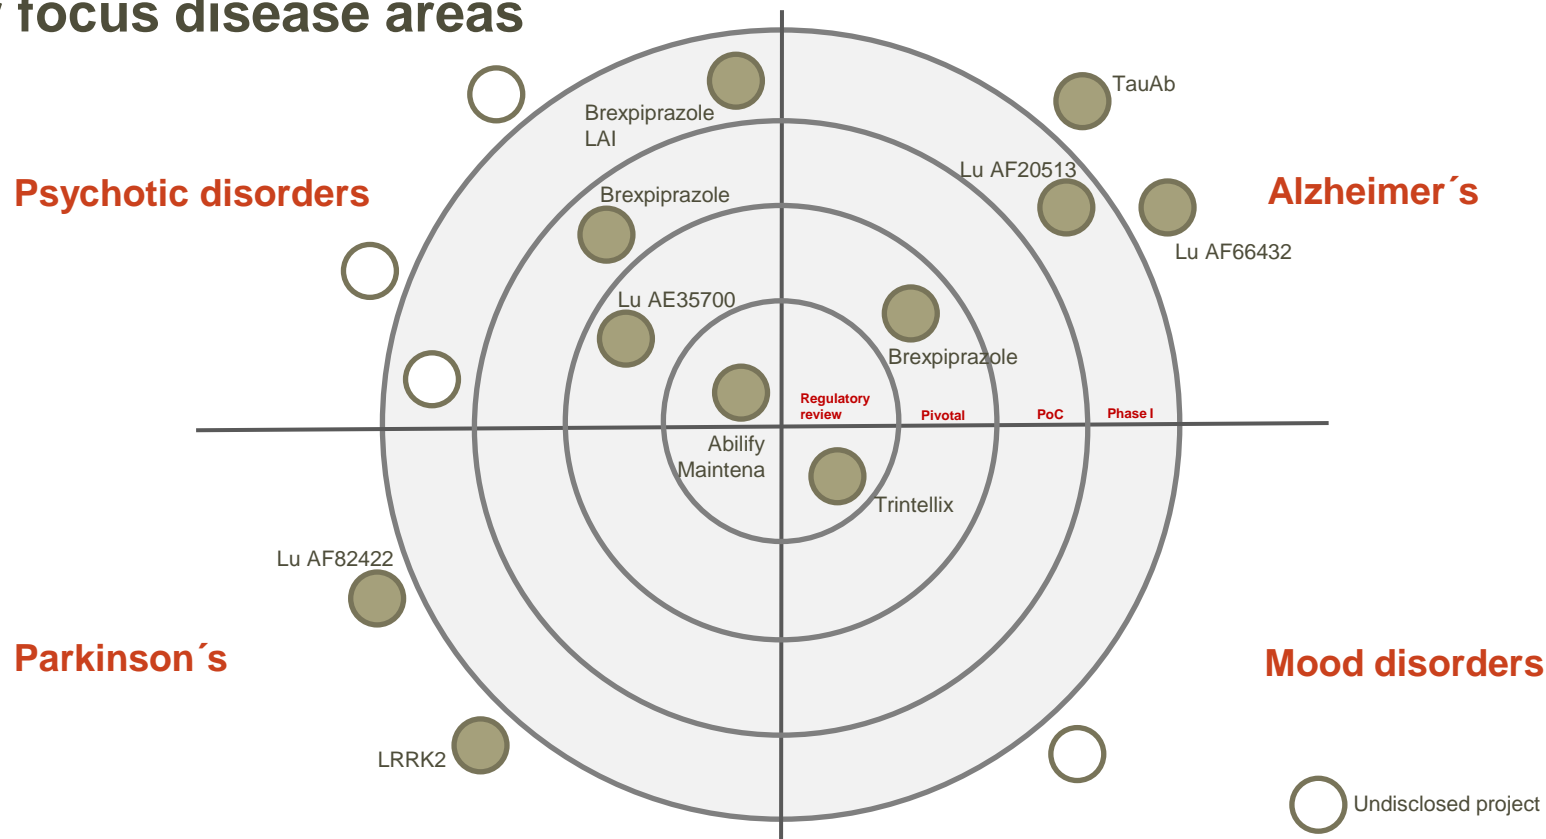 focus disease areas
Brexpiprazole
LAI
TauAb
Psychotic disorders
Brexpiprazole
Lu AF20513
Alzheimer´s
Lu AF66432
Lu AE35700
Brexpiprazole
Regulatory
review
Pivotal
PoC
Phase I
Abilify
Maintena
Trintellix
Lu AF82422
Parkinson´s
Mood disorders
LRRK2
Undisclosed project